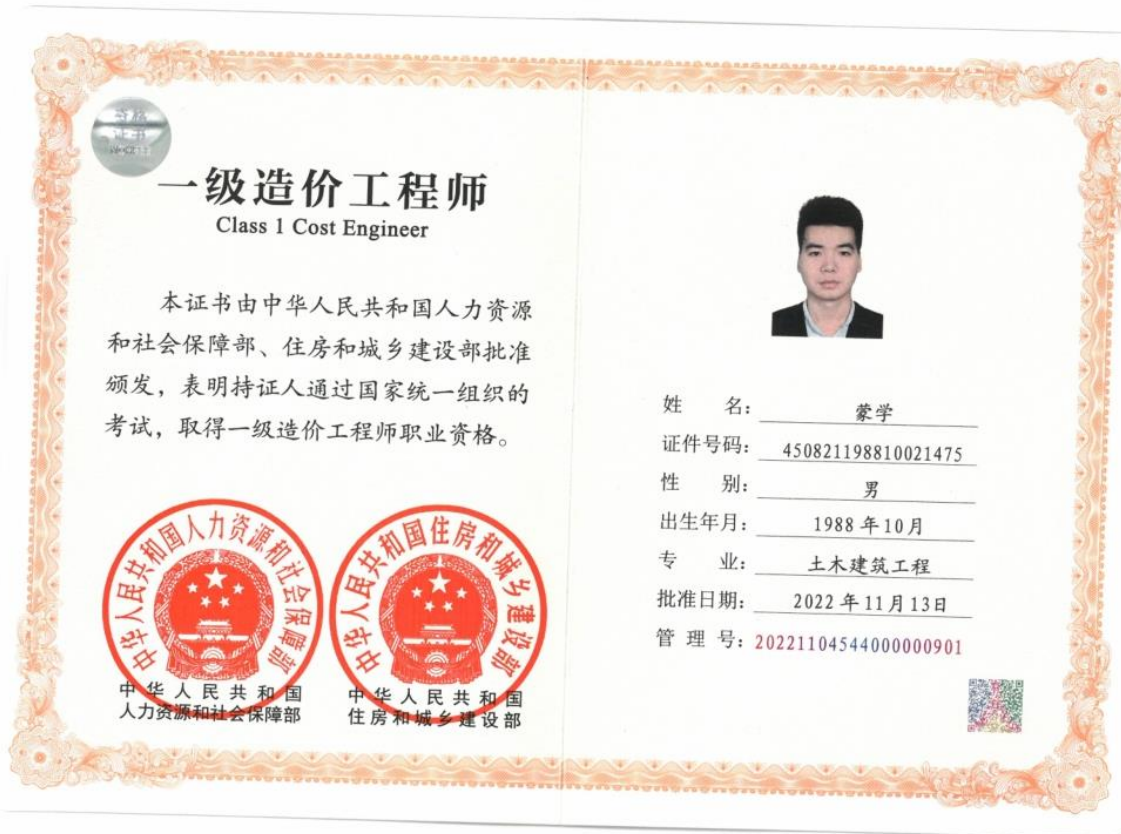 一级造价工程师
Class 1 Cost Engineer
本证书由中华人民共和国人力资源
和社会保障部、住房和城乡建设部批准
颁发，表明持证人通过国家统一组织的
考试，取得一级造价工程师职业资格。
中华人民共和国人力资源和社会保障部
中华人民共和国住房和城乡建设部
中华人民共和国
人力资源和社会保障部
中华人民共和国
住房和城乡建设部
姓 名：蒙学
证件号码：450821198810021475
性 别：男
出生年月：1988年10月
专 业：土木建筑工程
批准日期：2022年11月13日
管 理 号：20221104544000000901